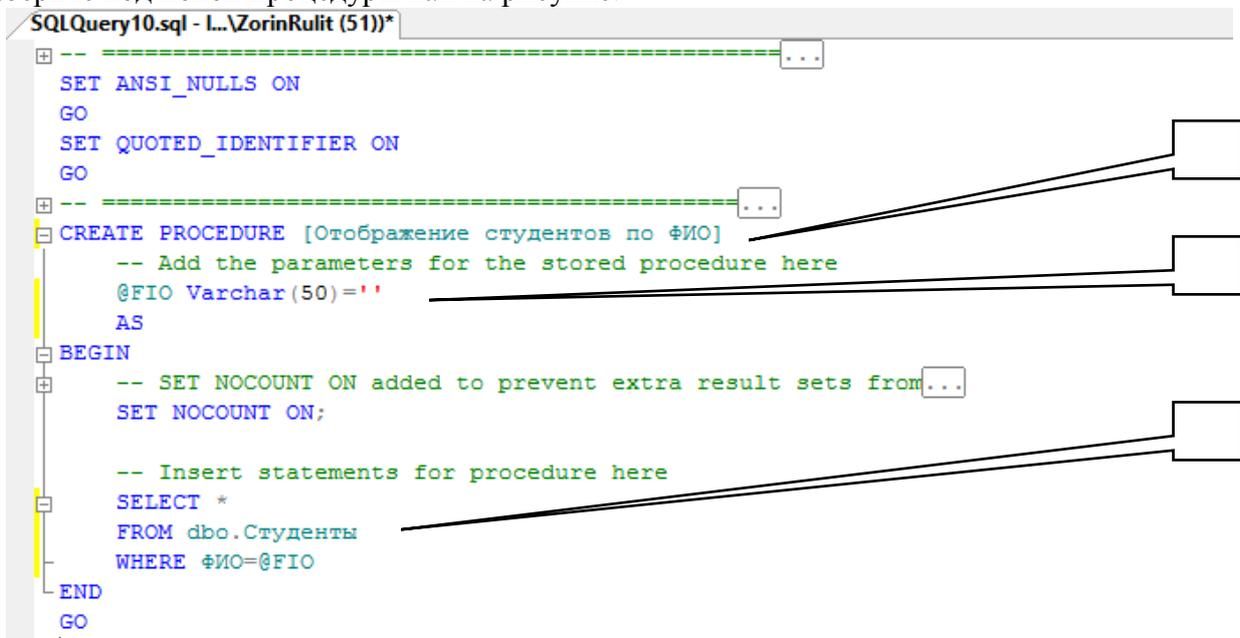 SQLQuery10.sql - l...\ZorinRulit (51))*
-- ================================================...
SET ANSI_NULLS ON
GO
SET QUOTED_IDENTIFIER ON
GO
-- =============================================...
CREATE PROCEDURE [Отображение студентов по ФИО]
-- Add the parameters for the stored procedure here
@FIO Varchar(50)=''
AS
BEGIN
-- SET NOCOUNT ON added to prevent extra result sets from...
SET NOCOUNT ON;
-- Insert statements for procedure here
SELECT *
FROM dbo.Студенты
WHERE ФИО=@FIO
END
GO